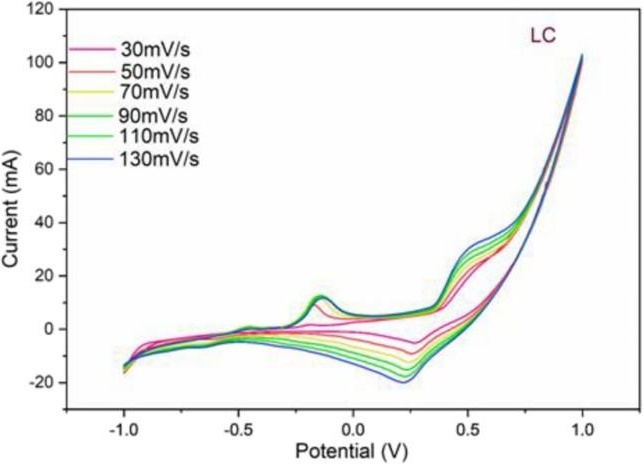 LC
30mV/s
50mV/s
70mV/s
90mV/s
110mV/s
130mV/s
Current (mA)
120
100
80
60
40
20
0
-20
-1.0 -0.5 0.0 0.5 1.0
Potential (V)